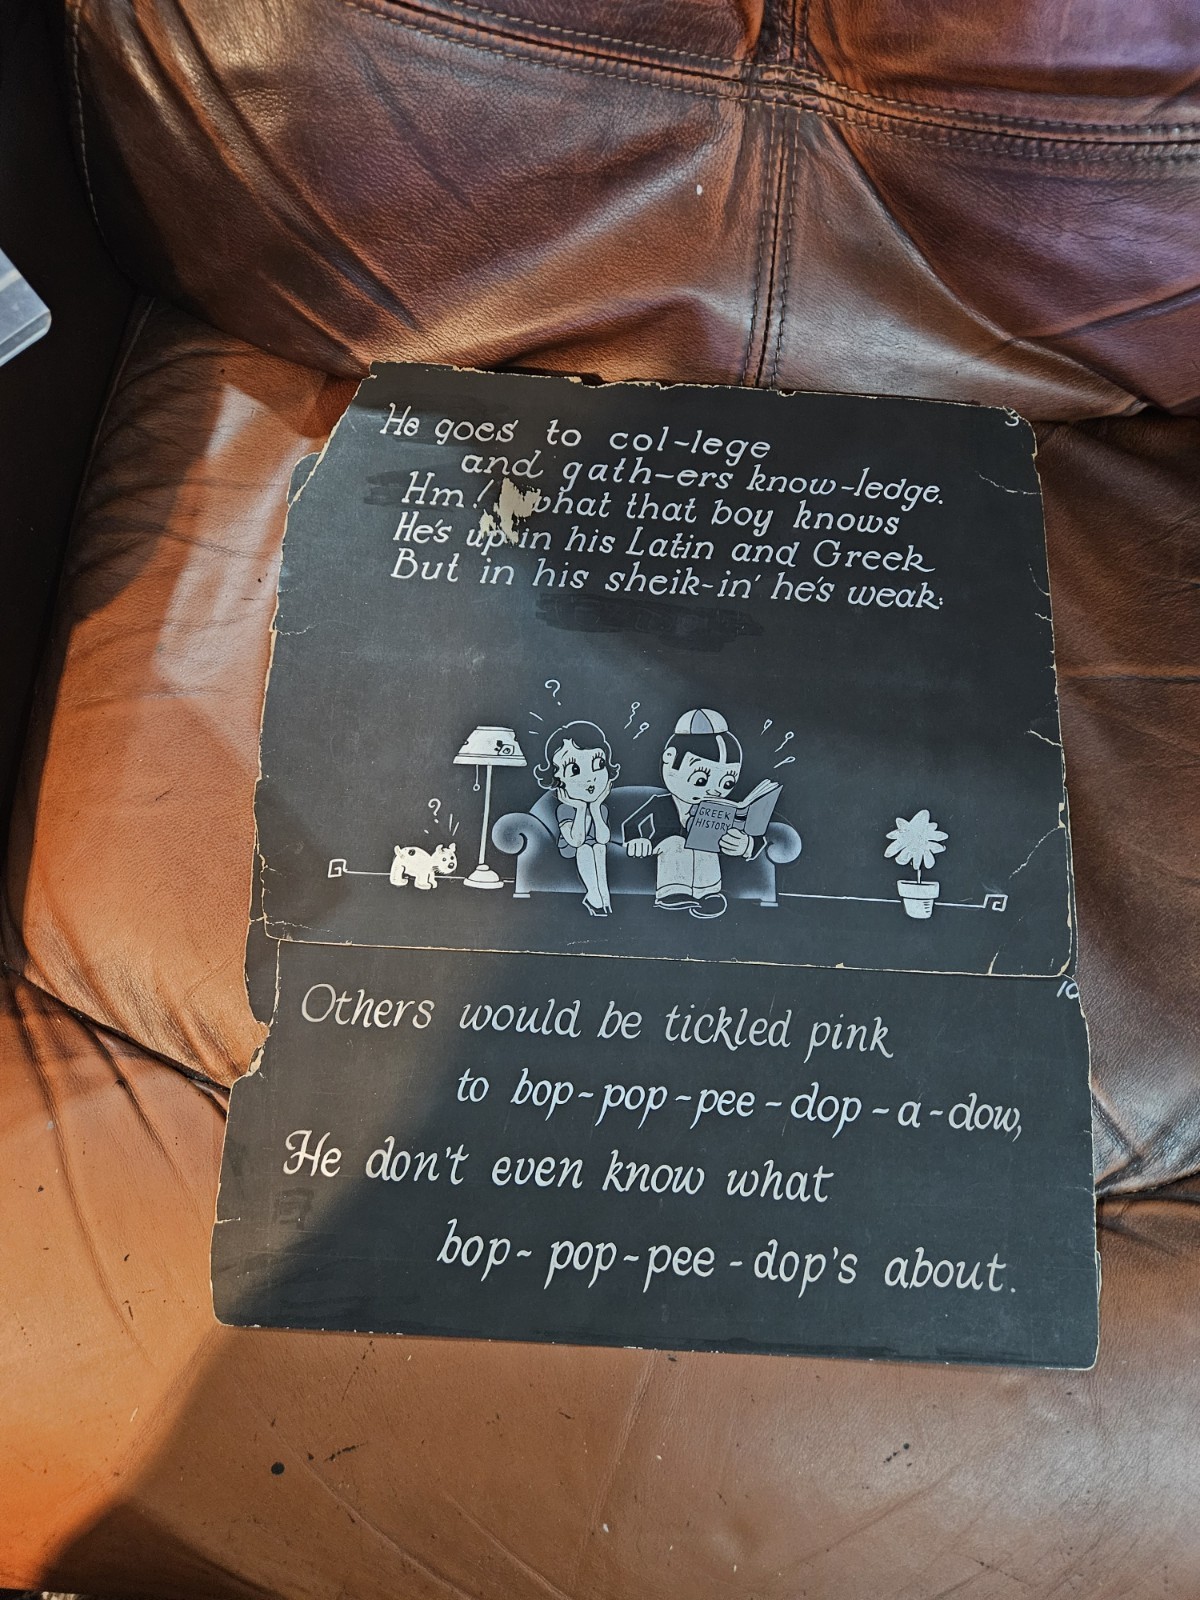 5
He goes to col-lege
and gath-ers know-ledge.
Hm! what that boy knows
He's up in his Latin and Greek
But in his sheik-in' he's weak:
?
?
GREEK
HISTORY
10
Others would be tickled pink
to bop-pop-pee-dop-a-dow,
He don't even know what
bop-pop-pee-dop's about.